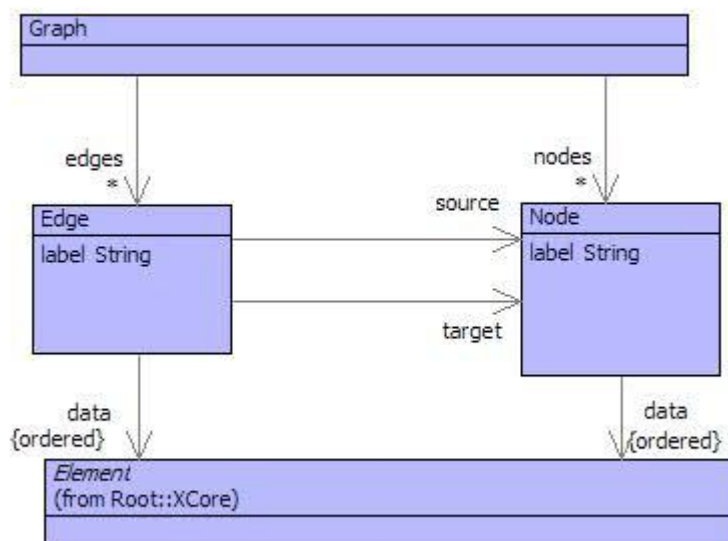 Graph
edges
*
nodes
*
Edge
label String
source
target
Node
label String
data
{ordered}
data
{ordered}
Element
(from Root::XCore)